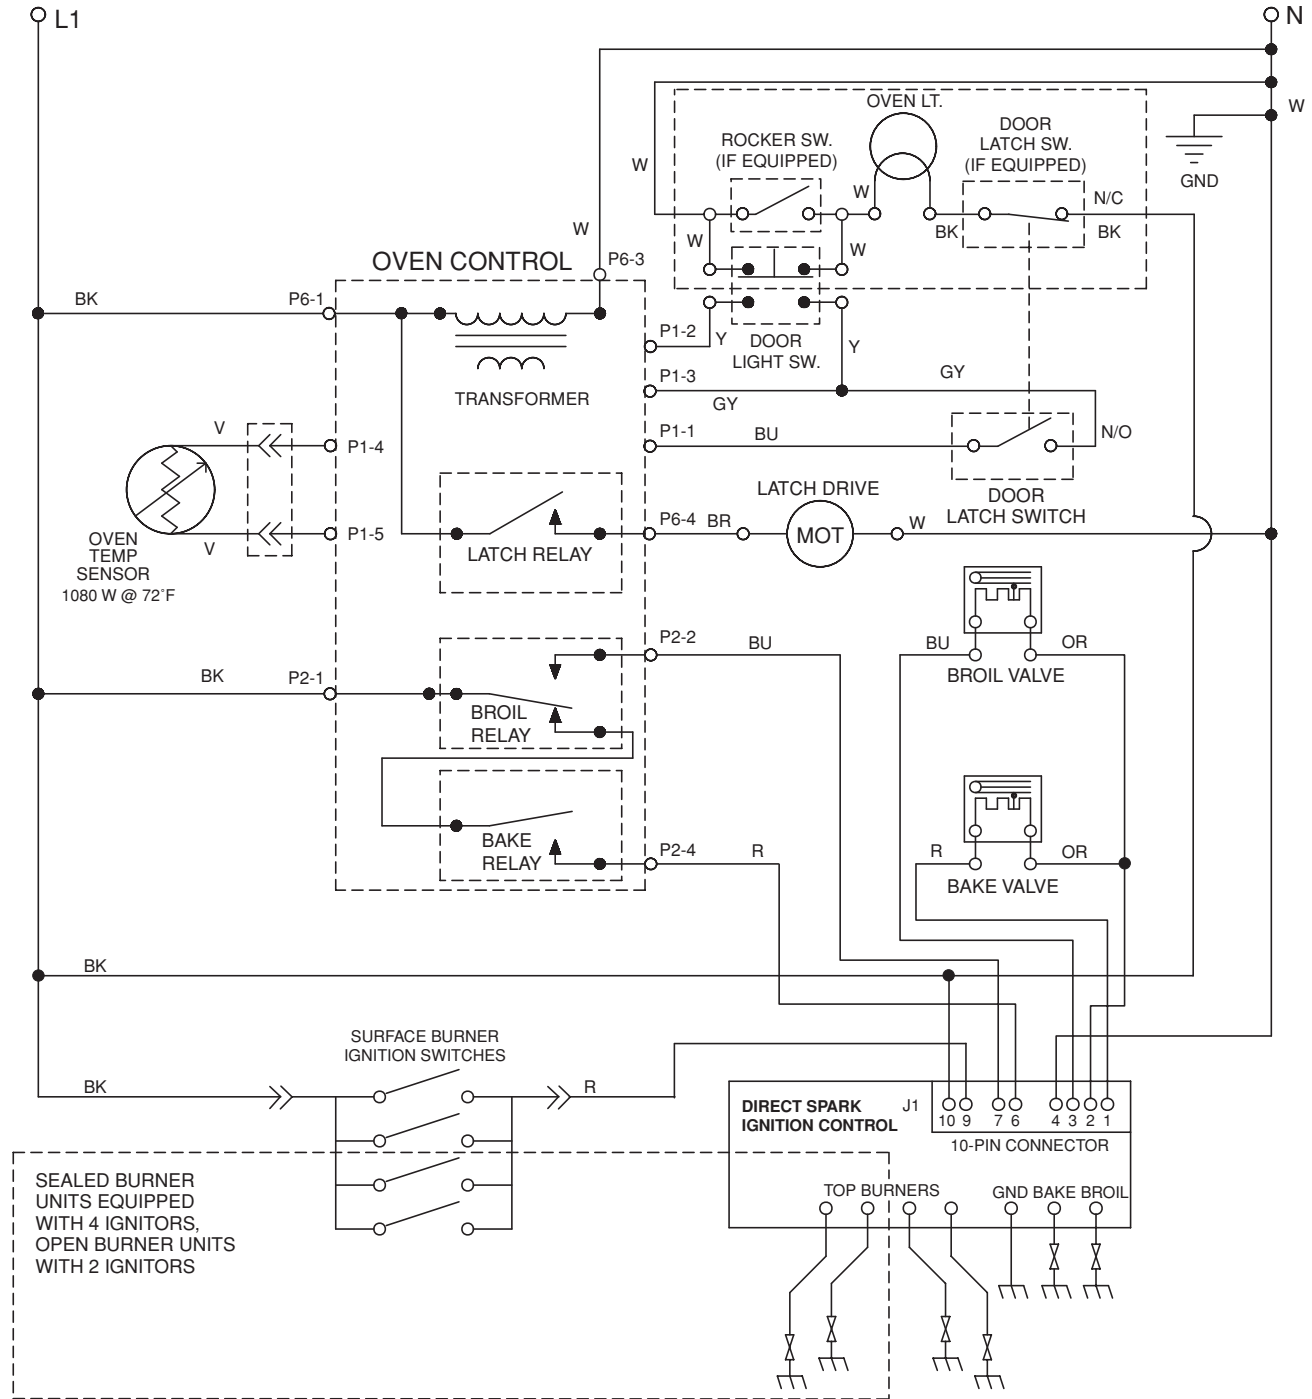 L1
N
W
OVEN LT.
ROCKER SW.
(IF EQUIPPED)
DOOR
LATCH SW.
(IF EQUIPPED)
GND
W
W
N/C
BK
BK
W
W
W
OVEN CONTROL
P6-3
BK
P6-1
P1-2
Y
DOOR
LIGHT SW.
Y
TRANSFORMER
P1-3
GY
GY
V
P1-4
P1-1
BU
N/O
DOOR
LATCH SWITCH
LATCH DRIVE
P6-4
BR
MOT
W
LATCH RELAY
P1-5
V
OVEN
TEMP
SENSOR
1080 W @ 72˚F
P2-2
BU
BU
OR
BROIL VALVE
BK
P2-1
BROIL
RELAY
BAKE
RELAY
P2-4
R
R
OR
BAKE VALVE
BK
SURFACE BURNER
IGNITION SWITCHES
BK
R
DIRECT SPARK
IGNITION CONTROL
J1
10 9 7 6 4 3 2 1
10-PIN CONNECTOR
TOP BURNERS
GND BAKE BROIL
SEALED BURNER
UNITS EQUIPPED
WITH 4 IGNITORS,
OPEN BURNER UNITS
WITH 2 IGNITORS